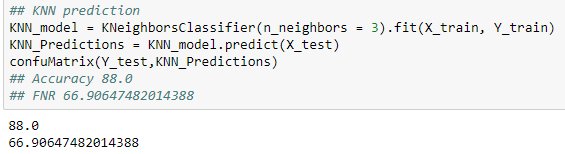 ## KNN prediction
KNN_model = KNeighborsClassifier(n_neighbors = 3).fit(X_train, Y_train)
KNN_Predictions = KNN_model.predict(X_test)
confuMatrix(Y_test,KNN_Predictions)
## Accuracy 88.0
## FNR 66.90647482014388
88.0
66.90647482014388